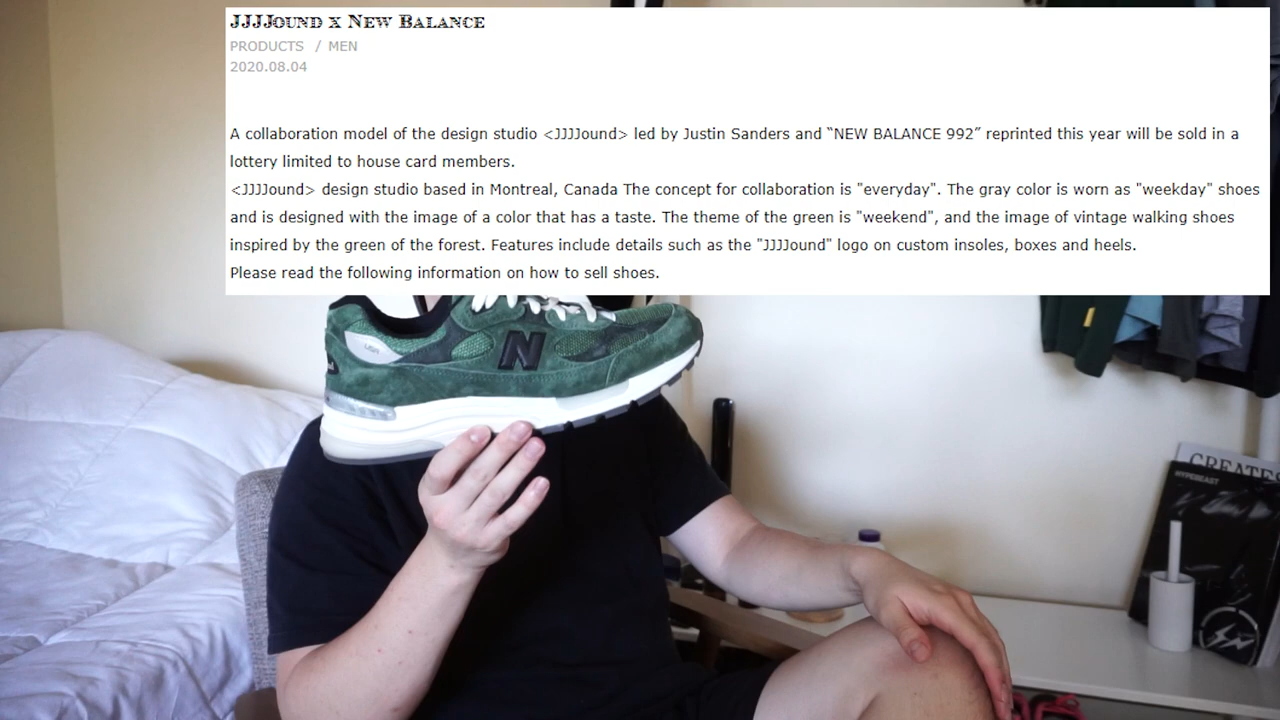 JJJJound x New Balance
PRODUCTS / MEN
2020.08.04
A collaboration model of the design studio <JJJJound> led by Justin Sanders and “NEW BALANCE 992” reprinted this year will be sold in a
lottery limited to house card members.
<JJJJound> design studio based in Montreal, Canada The concept for collaboration is "everyday". The gray color is worn as "weekday" shoes
and is designed with the image of a color that has a taste. The theme of the green is "weekend", and the image of vintage walking shoes
inspired by the green of the forest. Features include details such as the "JJJJound" logo on custom insoles, boxes and heels.
Please read the following information on how to sell shoes.
USA
N
CREATE
HYPEBEAST